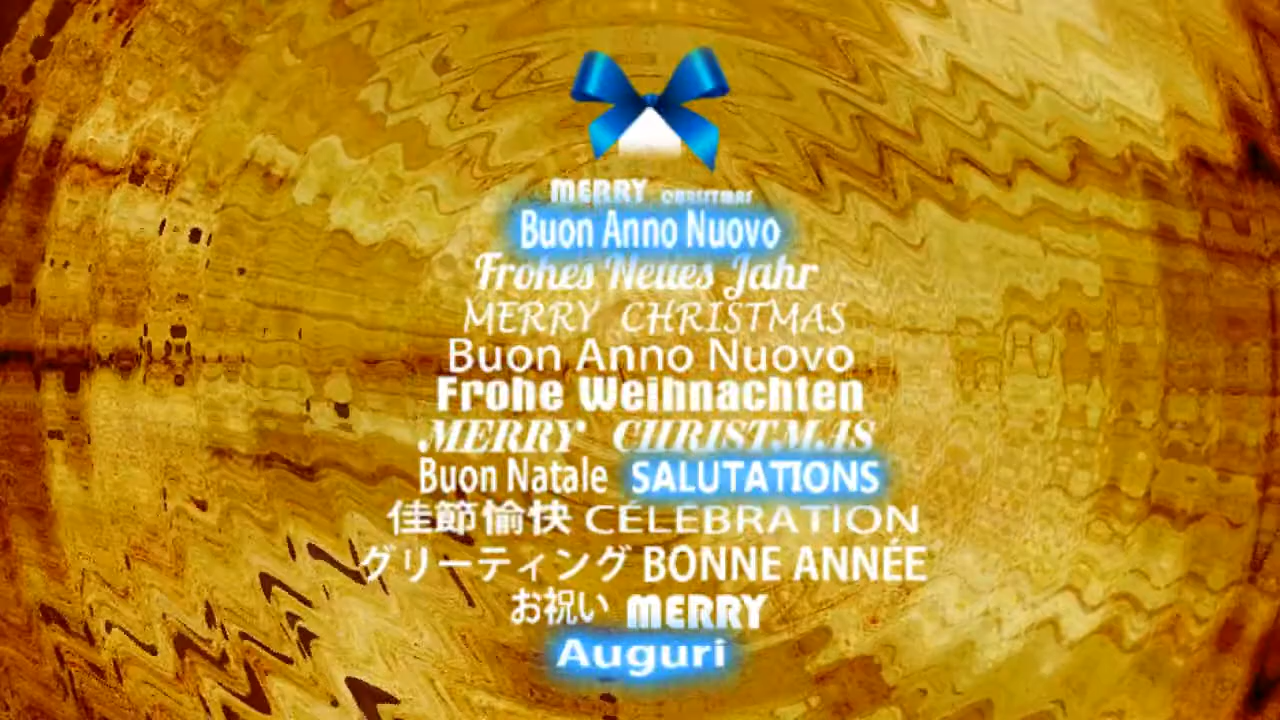 MERRY CHRISTMAS
Buon Anno Nuovo
Frohes Neues Jahr
MERRY CHRISTMAS
Buon Anno Nuovo
Frohe Weihnachten
MERRY CHRISTMAS
Buon Natale SALUTATIONS
佳節愉快 CÉLÉBRATION
グリーティング BONNE ANNÉE
お祝い MERRY
Auguri